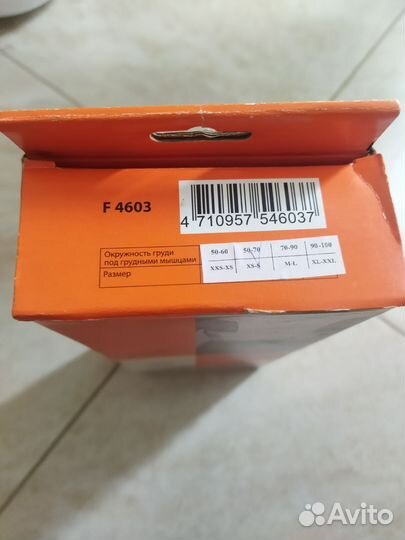 F 4603
4 710957 546037
Окружность груди
под грудными мышцами
50-60 50-70 70-90 90-100
Размер
XXS-XS XS-S M-L XL-XXL
Avito